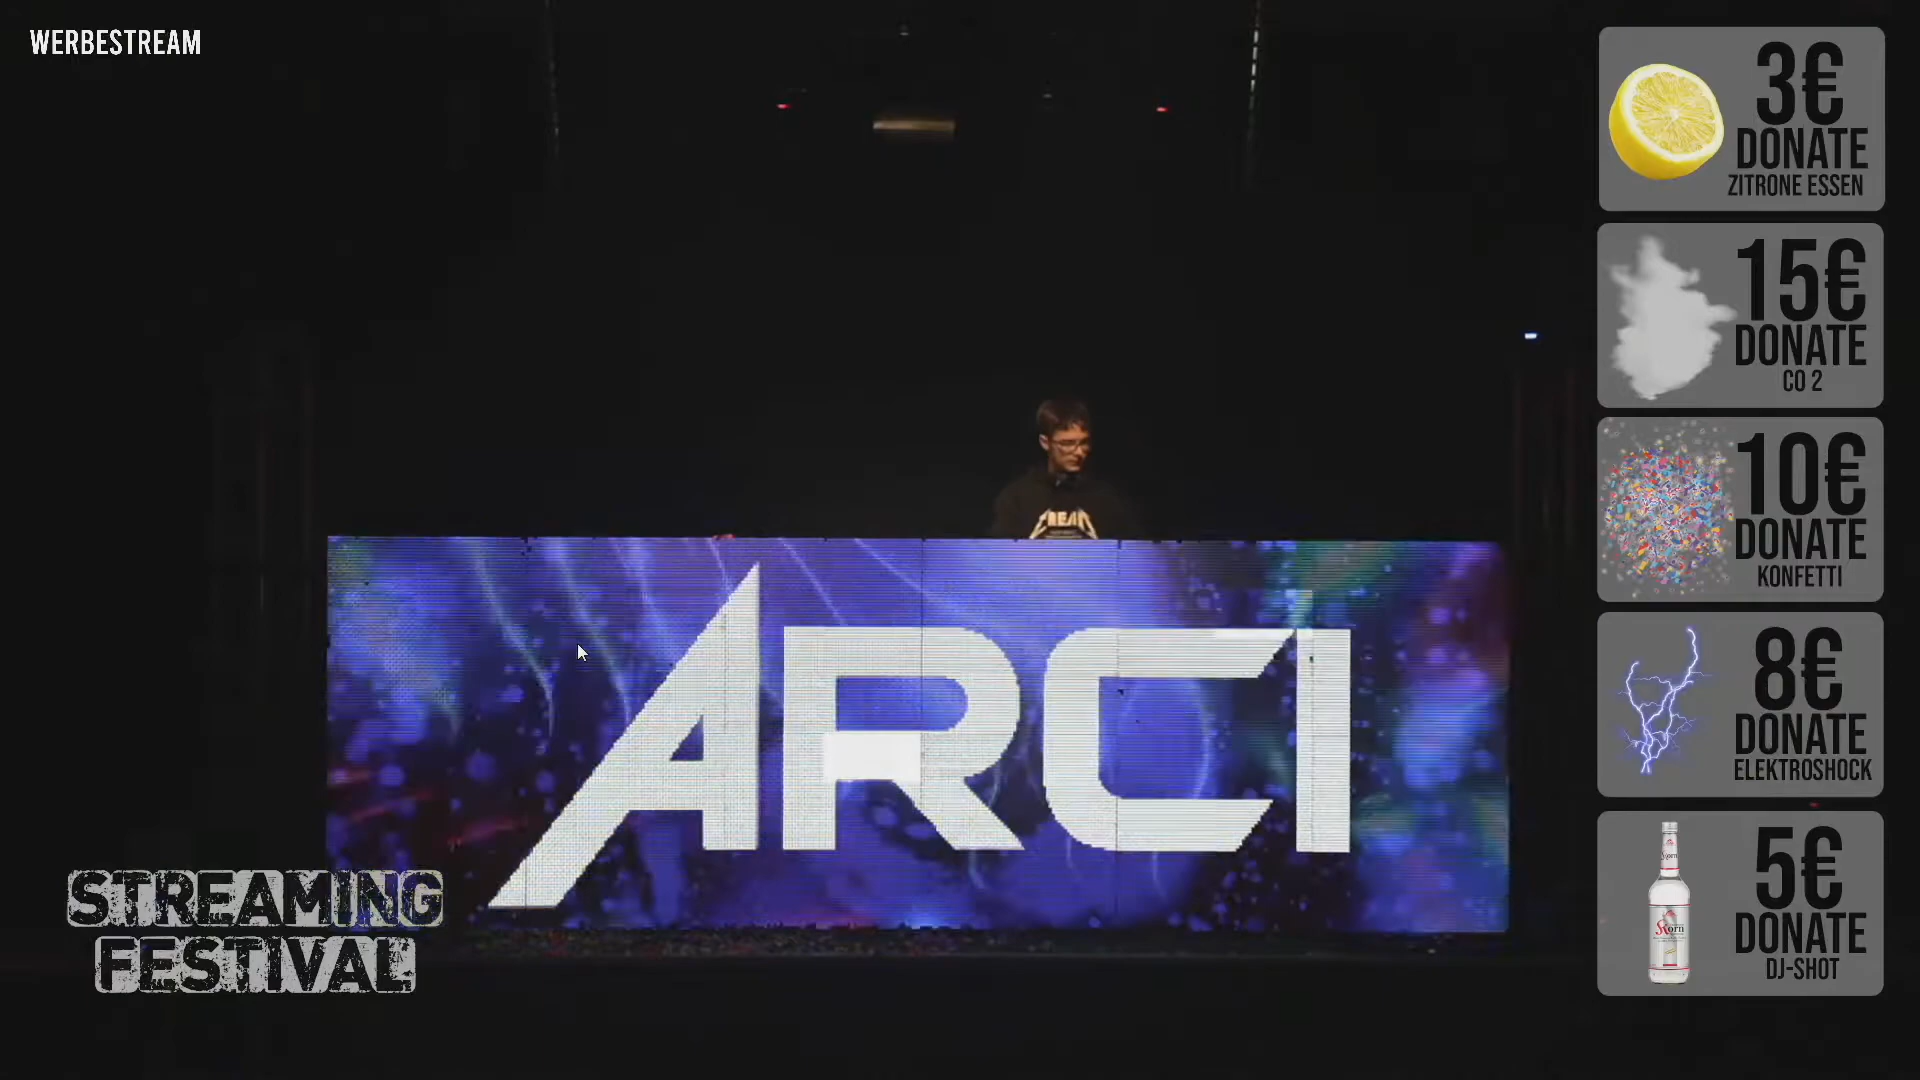 WERBESTREAM
3€
DONATE
ZITRONE ESSEN
15€
DONATE
CO 2
10€
DONATE
KONFETTI
8€
DONATE
ELEKTROSHOCK
5€
DONATE
DJ-SHOT
Korn
ARCI
STREAMING
FESTIVAL